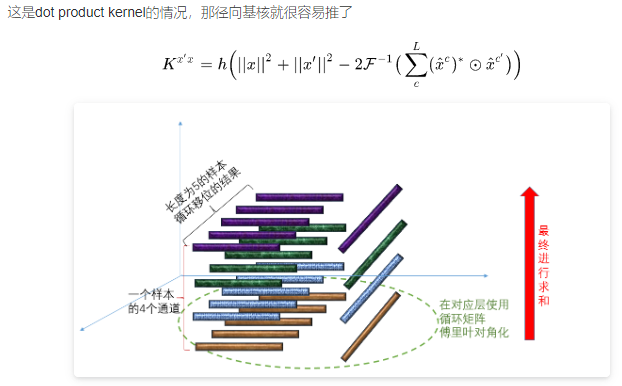 这是dot product kernel的情况，那径向基核就很容易推了
$K^{x'x} = h\left(||x||^2 + ||x'||^2 - 2\mathcal{F}^{-1}\left(\sum_{c}^{L}(\hat{x}^c)^* \odot \hat{x}^{c'}\right)\right)$
长度为5的样本
循环移位的结果
一个样本
的4个通道
在对应层使用
循环矩阵
傅里叶对角化
最终进行求和